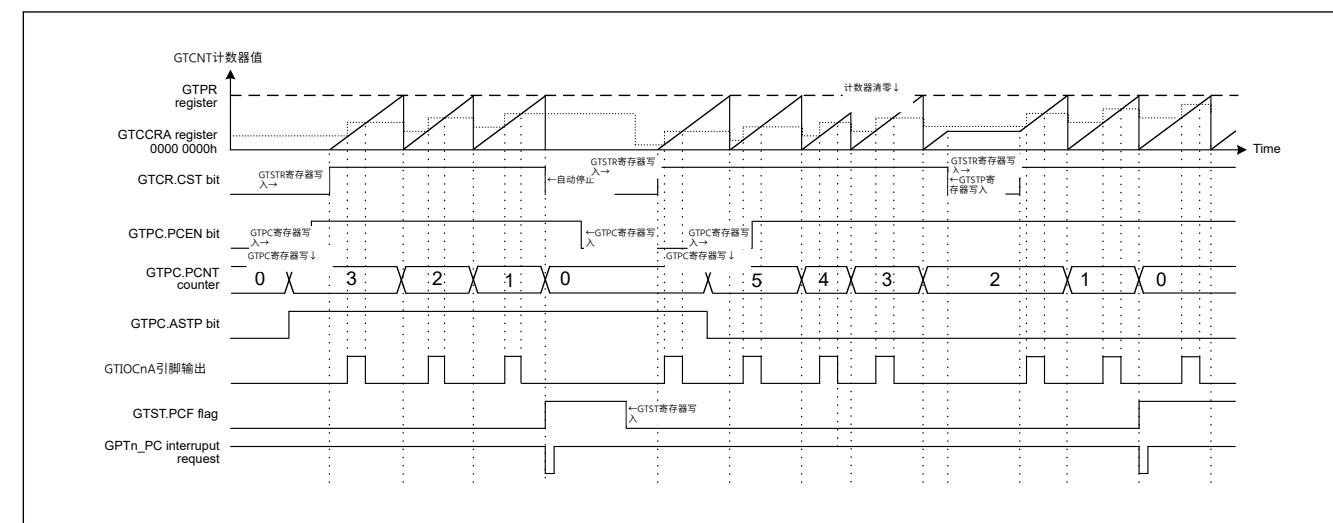 GTCNT计数器值
GTPR
register
计数器清零↓
GTCCRA register
0000 0000h
Time
GTCR.CST bit
GTSTR寄存器写
入→
←自动停止
GTSTR寄存器写
入→
GTSTR寄存器写
入→
←GTSTP寄
存器写入
GTPC.PCEN bit
GTPC寄存器写
入→
←GTPC寄存器写
入
GTPC寄存器写
入→
GTPC寄存器写↓
GTPC寄存器写↓
GTPC.PCNT
counter
0 3 2 1 0 5 4 3 2 1 0
GTPC.ASTP bit
GTIOCnA引脚输出
GTST.PCF flag
←GTST寄存器写
入
GPTn_PC interruput
request